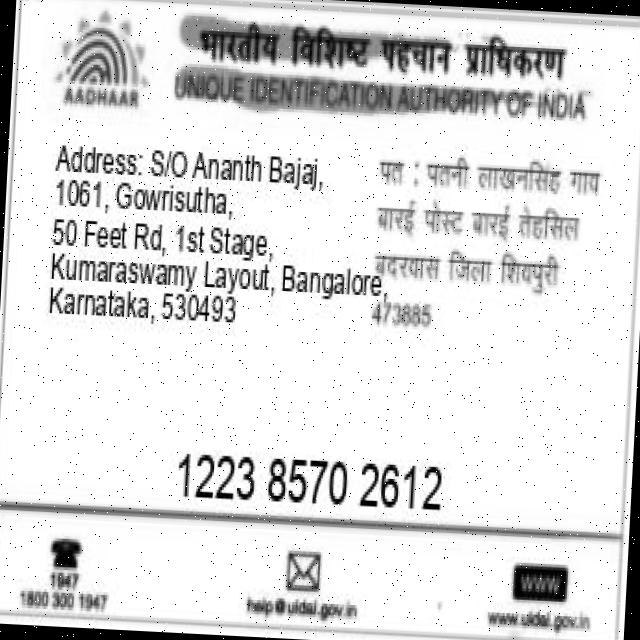 भारतीय विशिष्ट पहचान प्राधिकरण
AADHAAR
UNIQUE IDENTIFICATION AUTHORITY OF INDIA
Address: S/O Ananth Bajaj,
1061, Gowrisutha,
50 Feet Rd, 1st Stage,
Kumaraswamy Layout, Bangalore,
Karnataka, 530493
पत : पतनी लाखनसिंह गाव
बारई पोस्ट बारई तेहसिल
बदरवास जिला शिवपुरी
473885
1223 8570 2612
1947
1800 300 1947
help@uidai.gov.in
www
www.uidai.gov.in